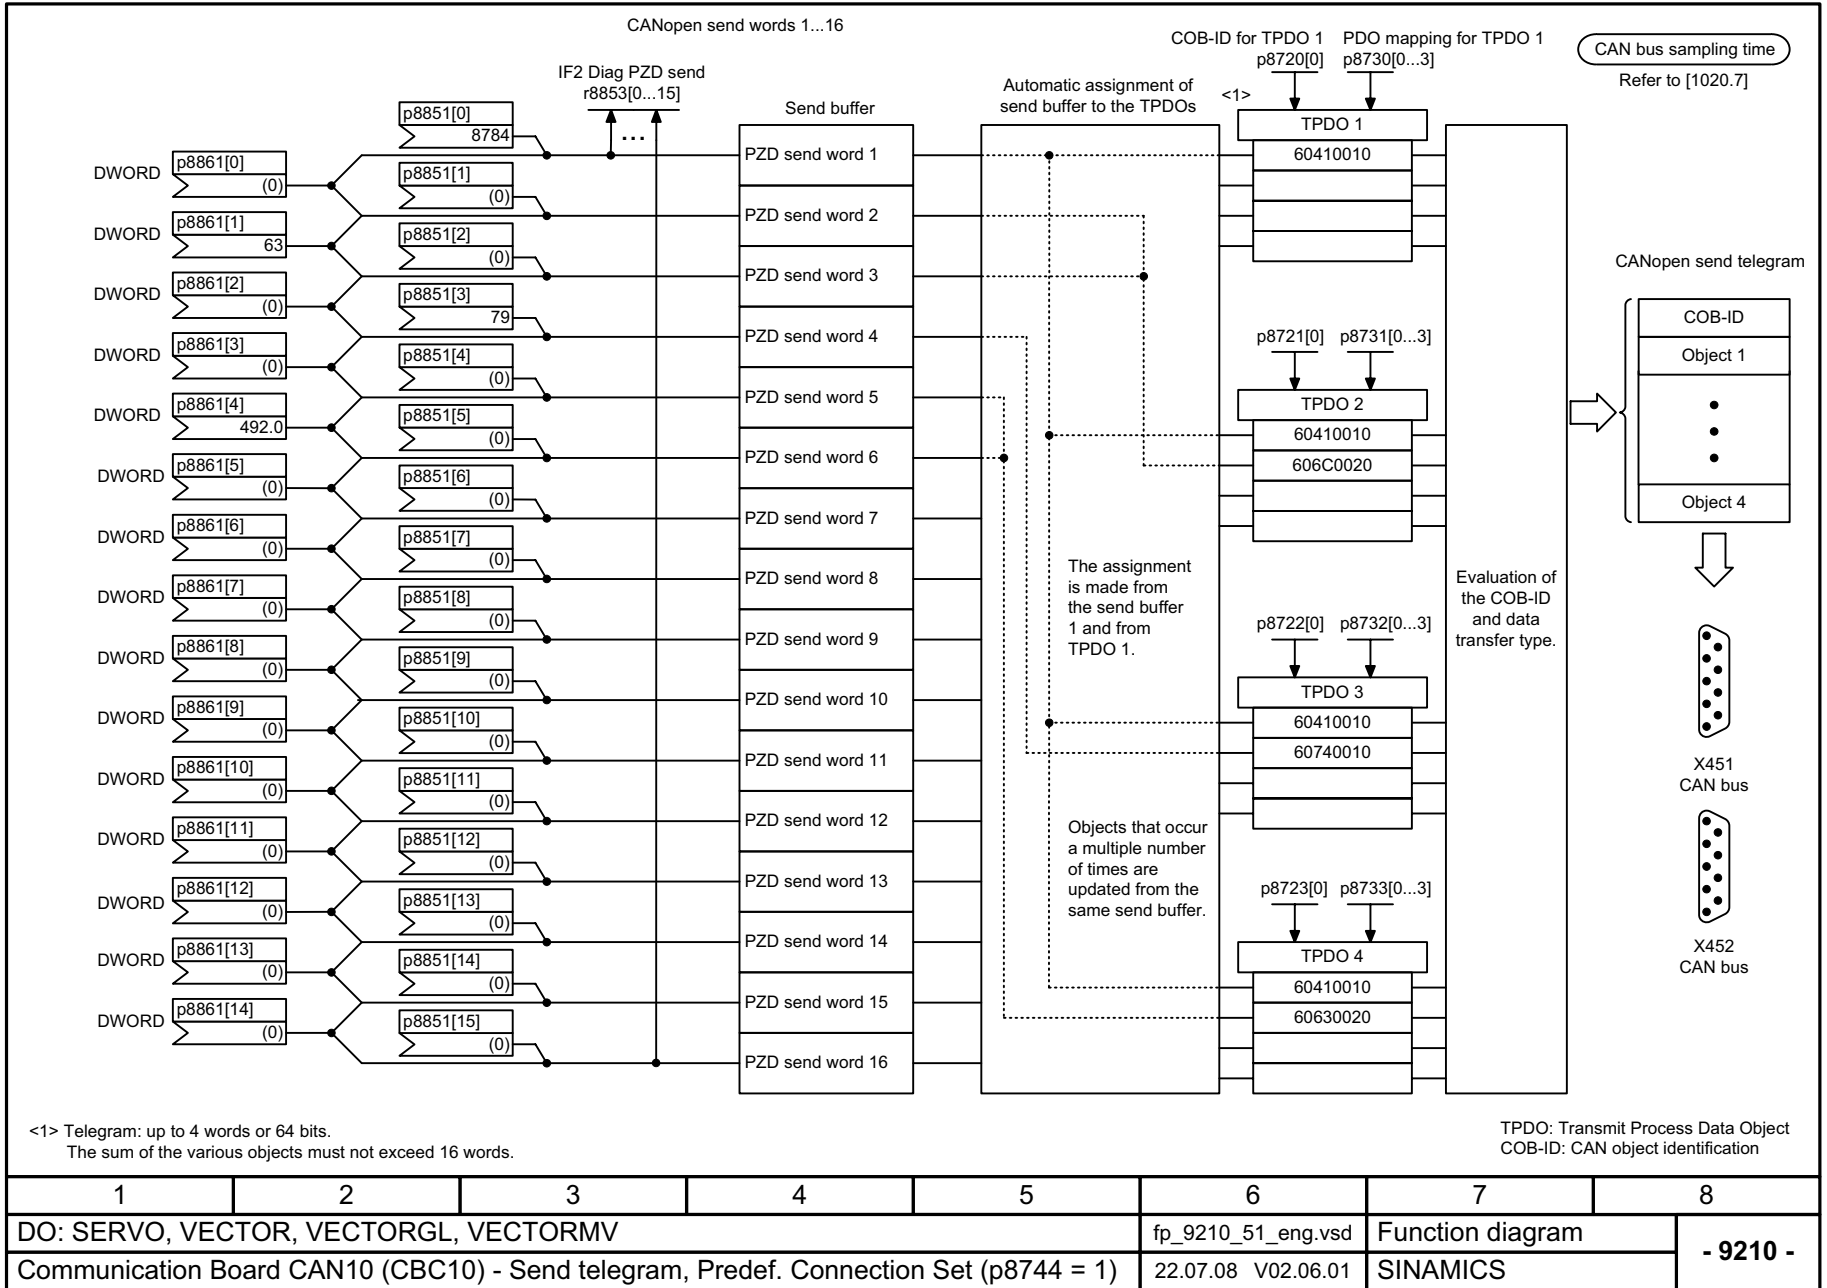 CANopen send words 1...16
COB-ID for TPDO 1
p8720[0]
PDO mapping for TPDO 1
p8730[0...3]
CAN bus sampling time
Refer to [1020.7]
IF2 Diag PZD send
r8853[0...15]
...
Send buffer
Automatic assignment of
send buffer to the TPDOs
<1>
DWORD
p8861[0]
(0)
DWORD
p8861[1]
63
DWORD
p8861[2]
(0)
DWORD
p8861[3]
(0)
DWORD
p8861[4]
492.0
DWORD
p8861[5]
(0)
DWORD
p8861[6]
(0)
DWORD
p8861[7]
(0)
DWORD
p8861[8]
(0)
DWORD
p8861[9]
(0)
DWORD
p8861[10]
(0)
DWORD
p8861[11]
(0)
DWORD
p8861[12]
(0)
DWORD
p8861[13]
(0)
DWORD
p8861[14]
(0)
p8851[0]
8784
p8851[1]
(0)
p8851[2]
(0)
p8851[3]
79
p8851[4]
(0)
p8851[5]
(0)
p8851[6]
(0)
p8851[7]
(0)
p8851[8]
(0)
p8851[9]
(0)
p8851[10]
(0)
p8851[11]
(0)
p8851[12]
(0)
p8851[13]
(0)
p8851[14]
(0)
p8851[15]
(0)
PZD send word 1
PZD send word 2
PZD send word 3
PZD send word 4
PZD send word 5
PZD send word 6
PZD send word 7
PZD send word 8
PZD send word 9
PZD send word 10
PZD send word 11
PZD send word 12
PZD send word 13
PZD send word 14
PZD send word 15
PZD send word 16
The assignment
is made from
the send buffer
1 and from
TPDO 1.
Objects that occur
a multiple number
of times are
updated from the
same send buffer.
TPDO 1
60410010
p8721[0]
p8731[0...3]
TPDO 2
60410010
606C0020
p8722[0]
p8732[0...3]
TPDO 3
60410010
60740010
p8723[0]
p8733[0...3]
TPDO 4
60410010
60630020
Evaluation of
the COB-ID
and data
transfer type.
CANopen send telegram
COB-ID
Object 1
Object 4
X451
CAN bus
X452
CAN bus
<1> Telegram: up to 4 words or 64 bits.
The sum of the various objects must not exceed 16 words.
TPDO: Transmit Process Data Object
COB-ID: CAN object identification
1 2 3 4 5 6 7 8
DO: SERVO, VECTOR, VECTORGL, VECTORMV
fp_9210_51_eng.vsd
Function diagram
- 9210 -
Communication Board CAN10 (CBC10) - Send telegram, Predef. Connection Set (p8744 = 1)
22.07.08 V02.06.01
SINAMICS